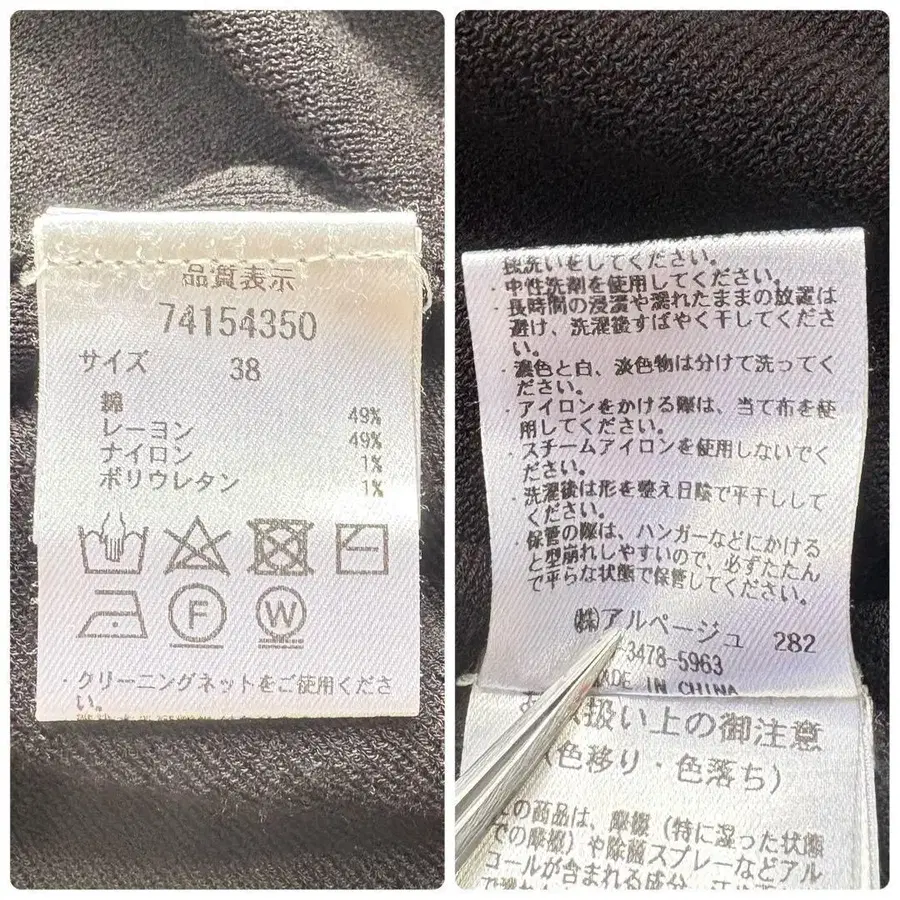 品質表示
74154350
サイズ 38
綿 49%
レーヨン 49%
ナイロン 1%
ポリウレタン 1%
F
W
・クリーニングネットをご使用くださ
い。
洗いをしてください。
・中性洗剤を使用してください。
・長時間の浸漬や濡れたままの放置は
避け、洗濯後すばやく干してくださ
い。
・濃色と白、淡色物は分けて洗ってく
ださい。
・アイロンをかける際は、当て布を使
用してください。
・スチームアイロンを使用しないでく
ださい。
・洗濯後は形を整え日陰で平干しして
ください。
・保管の際は、ハンガーなどにかける
と型崩れしやすいので、必ずたたん
で平らな状態で保管してください。
㈱アルページュ 282
-3478-5963
MADE IN CHINA
扱い上の御注意
(色移り・色落ち)
の商品は、摩擦(特に湿った状態
での摩擦)や除菌スプレーなどアル
コールが含まれる成分、